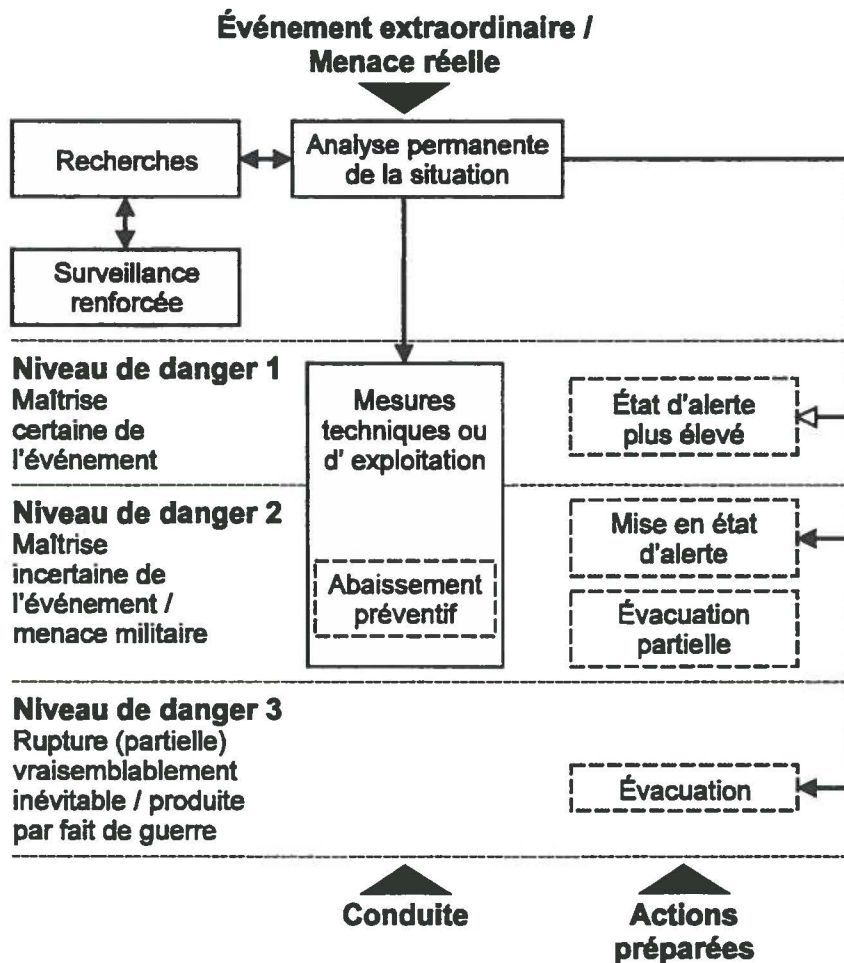 Événement extraordinaire /
Menace réelle
Recherches
Analyse permanente
de la situation
Surveillance
renforcée
Niveau de danger 1
Maîtrise
certaine de
l'événement
Mesures
techniques ou
d' exploitation
État d'alerte
plus élevé
Niveau de danger 2
Maîtrise
incertaine de
l'événement /
menace militaire
Abaissement
préventif
Mise en état
d'alerte
Évacuation
partielle
Niveau de danger 3
Rupture (partielle)
vraisemblablement
inévitable / produite
par fait de guerre
Évacuation
Conduite
Actions
préparées